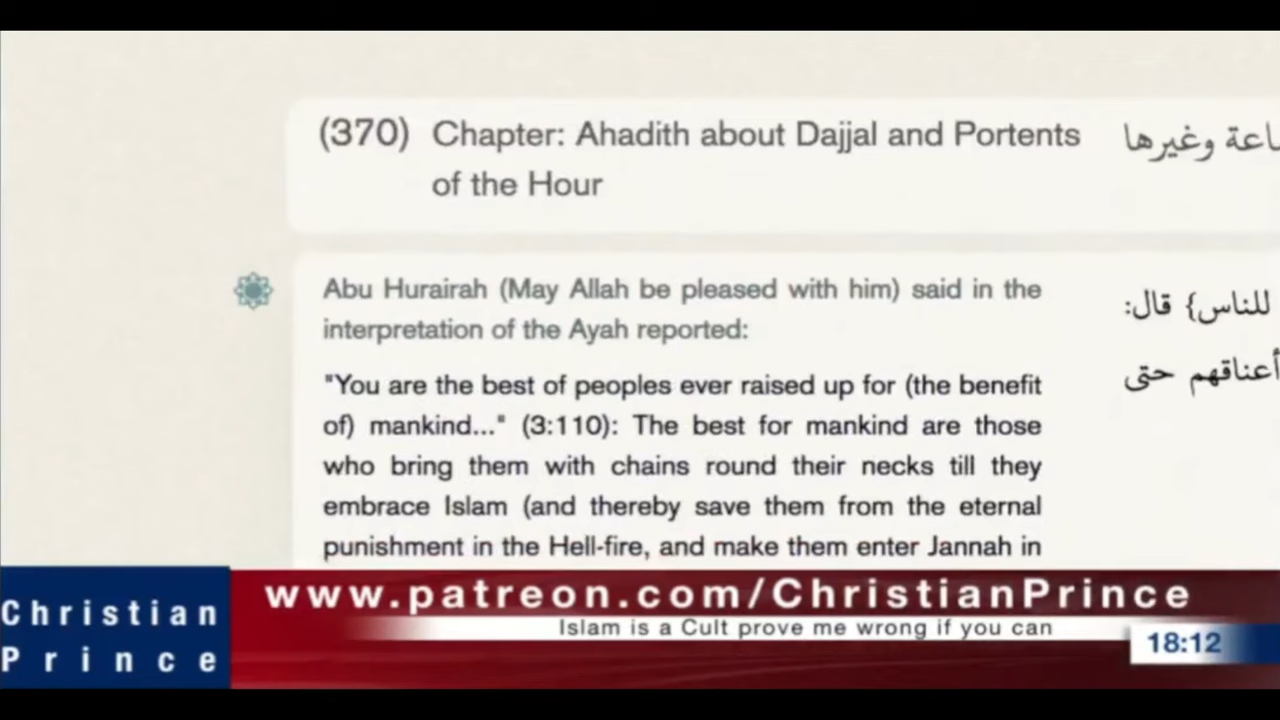 (370) Chapter: Ahadith about Dajjal and Portents
of the Hour
وغيرها
Abu Hurairah (May Allah be pleased with him) said in the
interpretation of the Ayah reported:
"You are the best of peoples ever raised up for (the benefit
of) mankind..." (3:110): The best for mankind are those
who bring them with chains round their necks till they
embrace Islam (and thereby save them from the eternal
punishment in the Hell-fire, and make them enter Jannah in
للناس} قال:
أعناقهم حتى
Christian
Prince
www.patreon.com/ChristianPrince
Islam is a Cult prove me wrong if you can
18:12